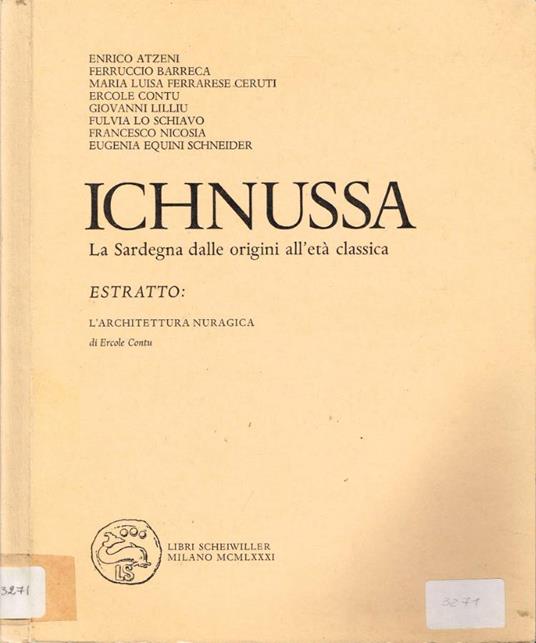 ENRICO ATZENI
FERRUCCIO BARRECA
MARIA LUISA FERRARESE CERUTI
ERCOLE CONTU
GIOVANNI LILLIU
FULVIA LO SCHIAVO
FRANCESCO NICOSIA
EUGENIA EQUINI SCHNEIDER
ICHNUSSA
La Sardegna dalle origini all'età classica
ESTRATTO:
L'ARCHITETTURA NURAGICA
di Ercole Contu
LS
LIBRI SCHEIWILLER
MILANO MCMLXXXI
3271
3271